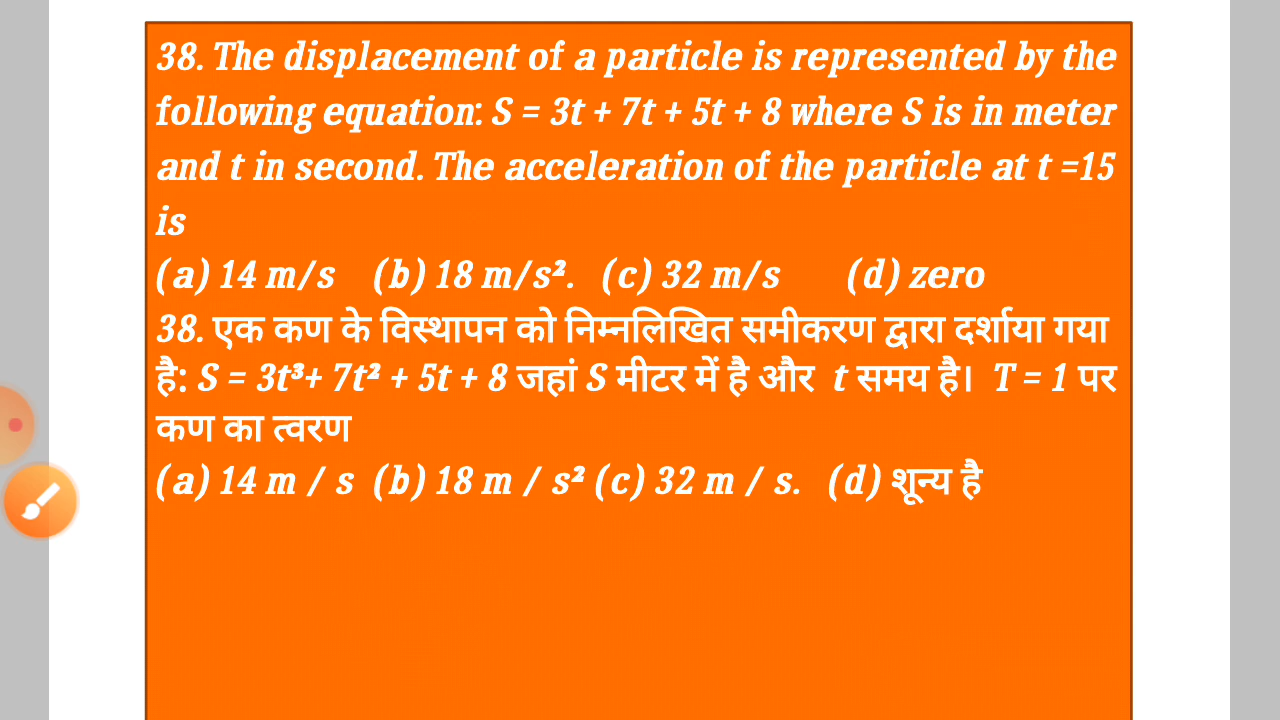 38. The displacement of a particle is represented by the
following equation: S = 3t + 7t + 5t + 8 where S is in meter
and t in second. The acceleration of the particle at t =15
is
(a) 14 m/s (b) 18 m/s². (c) 32 m/s (d) zero
38. एक कण के विस्थापन को निम्नलिखित समीकरण द्वारा दर्शाया गया
है: S = 3t³+ 7t² + 5t + 8 जहां S मीटर में है और t समय है। T = 1 पर
कण का त्वरण
(a) 14 m / s (b) 18 m / s² (c) 32 m / s. (d) शून्य है